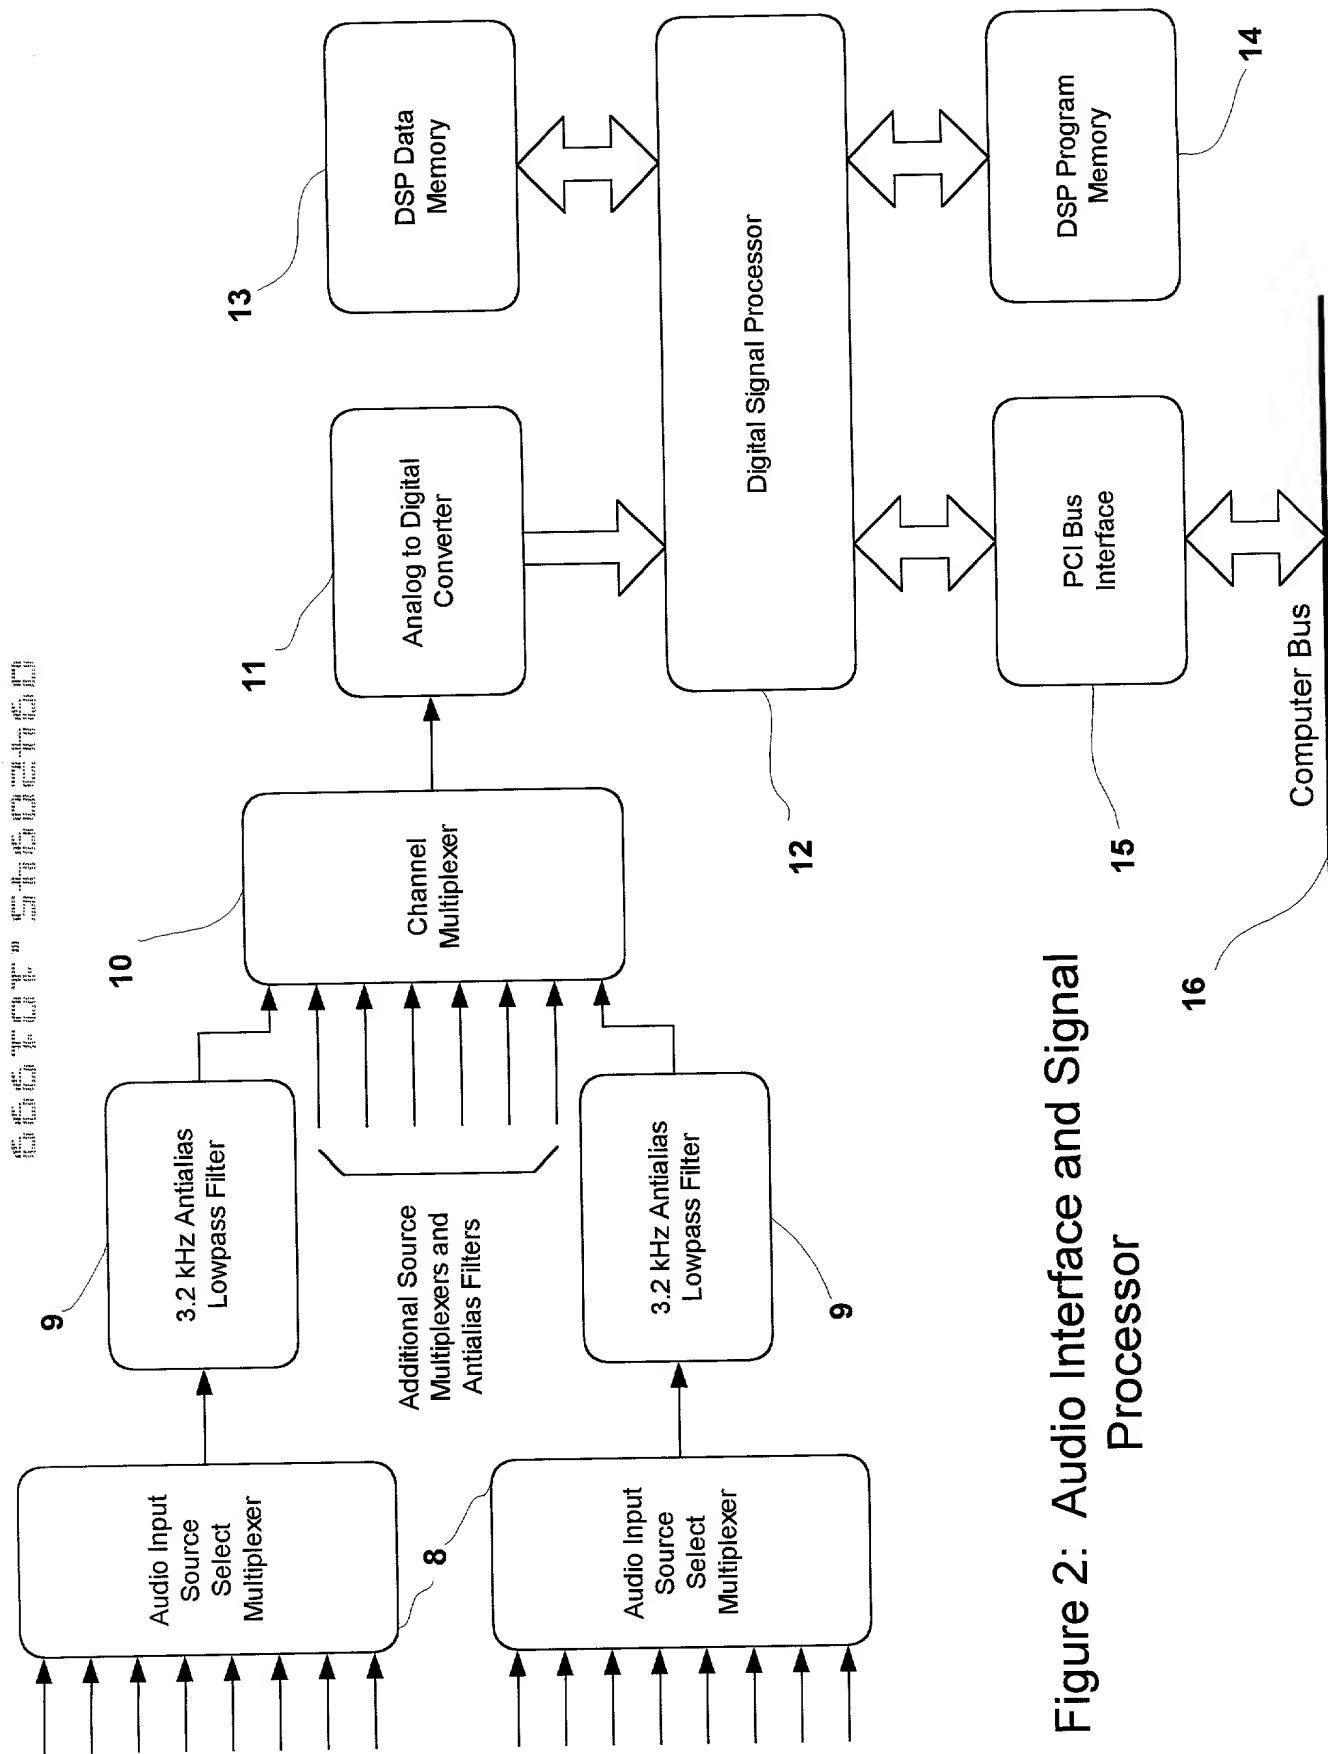 Audio Input
Source
Select
Multiplexer
8
Audio Input
Source
Select
Multiplexer
9
3.2 kHz Antialias
Lowpass Filter
Additional Source
Multiplexers and
Antialias Filters
3.2 kHz Antialias
Lowpass Filter
9
10
Channel
Multiplexer
11
Analog to Digital
Converter
13
DSP Data
Memory
Digital Signal Processor
12
PCI Bus
Interface
15
DSP Program
Memory
14
Computer Bus
16
Figure 2: Audio Interface and Signal
Processor